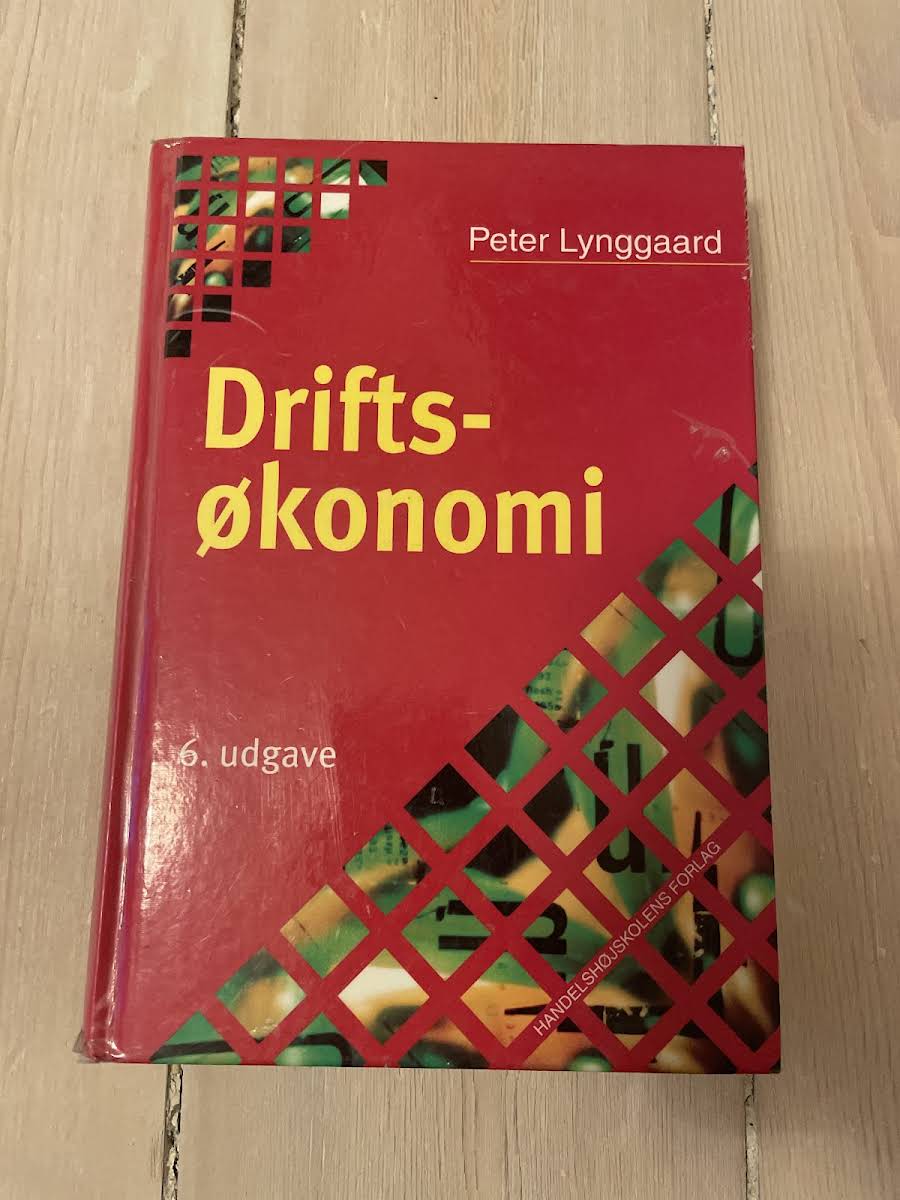 Peter Lynggaard
Drifts-
økonomi
6. udgave
HANDELSHØJSKOLENS FORLAG